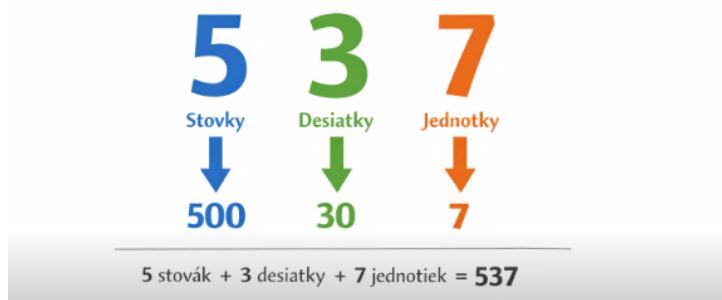 5 3 7
Stovky Desiatky Jednotky
500 30 7
5 stovák + 3 desiatky + 7 jednotiek = 537